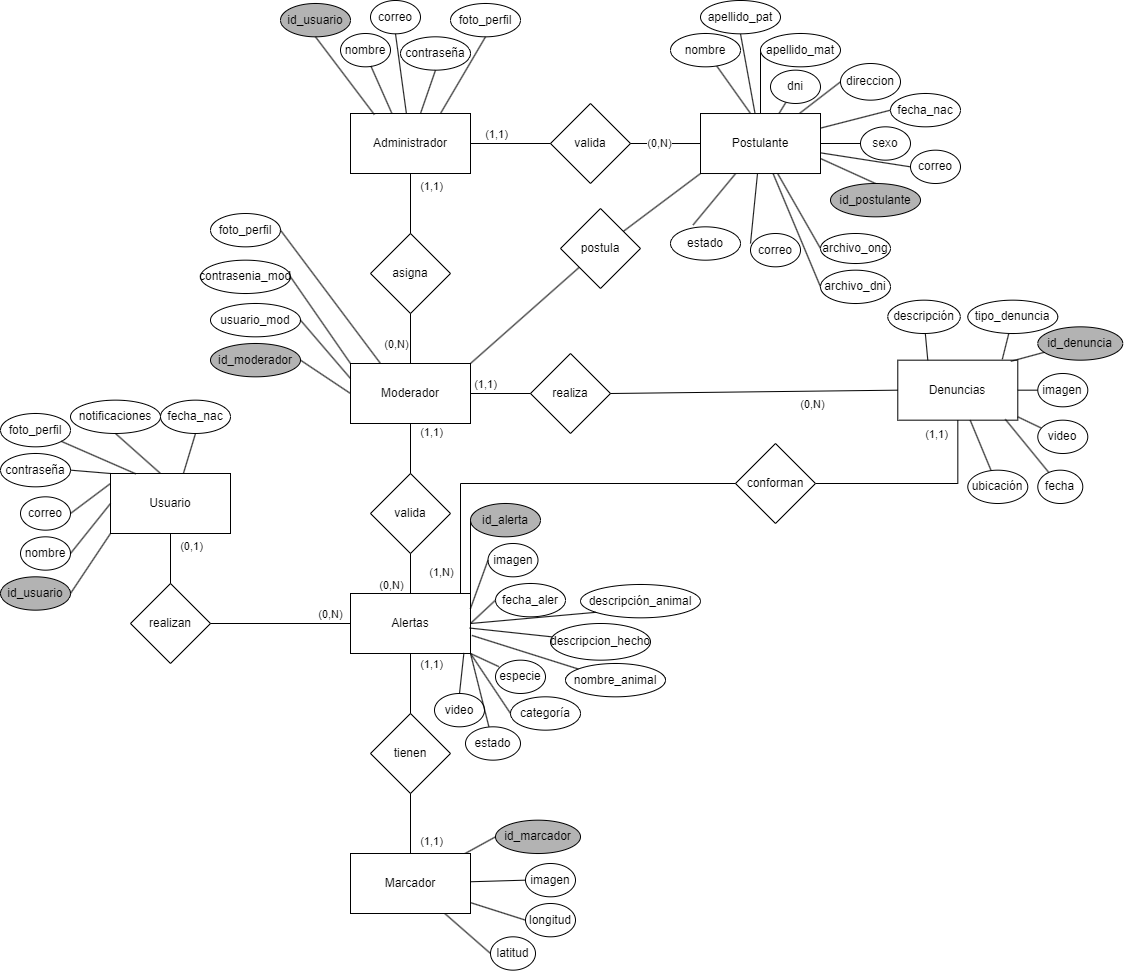 id_usuario
correo
foto_perfil
nombre
contraseña
Administrador
(1,1)
valida
(0,N)
apellido_pat
nombre
apellido_mat
dni
direccion
fecha_nac
Postulante
sexo
correo
id_postulante
estado
correo
archivo_ong
archivo_dni
(1,1)
asigna
(0,N)
postula
foto_perfil
contrasenia_mod
usuario_mod
id_moderador
Moderador
(1,1)
realiza
(0,N)
descripción
tipo_denuncia
id_denuncia
Denuncias
imagen
video
(1,1)
ubicación
fecha
conforman
(1,1)
valida
(0,N)
(1,N)
notificaciones
fecha_nac
foto_perfil
contraseña
Usuario
correo
nombre
id_usuario
(0,1)
realizan
(0,N)
id_alerta
imagen
fecha_aler
descripción_animal
Alertas
descripcion_hecho
nombre_animal
especie
video
categoría
estado
(1,1)
tienen
(1,1)
id_marcador
Marcador
imagen
longitud
latitud